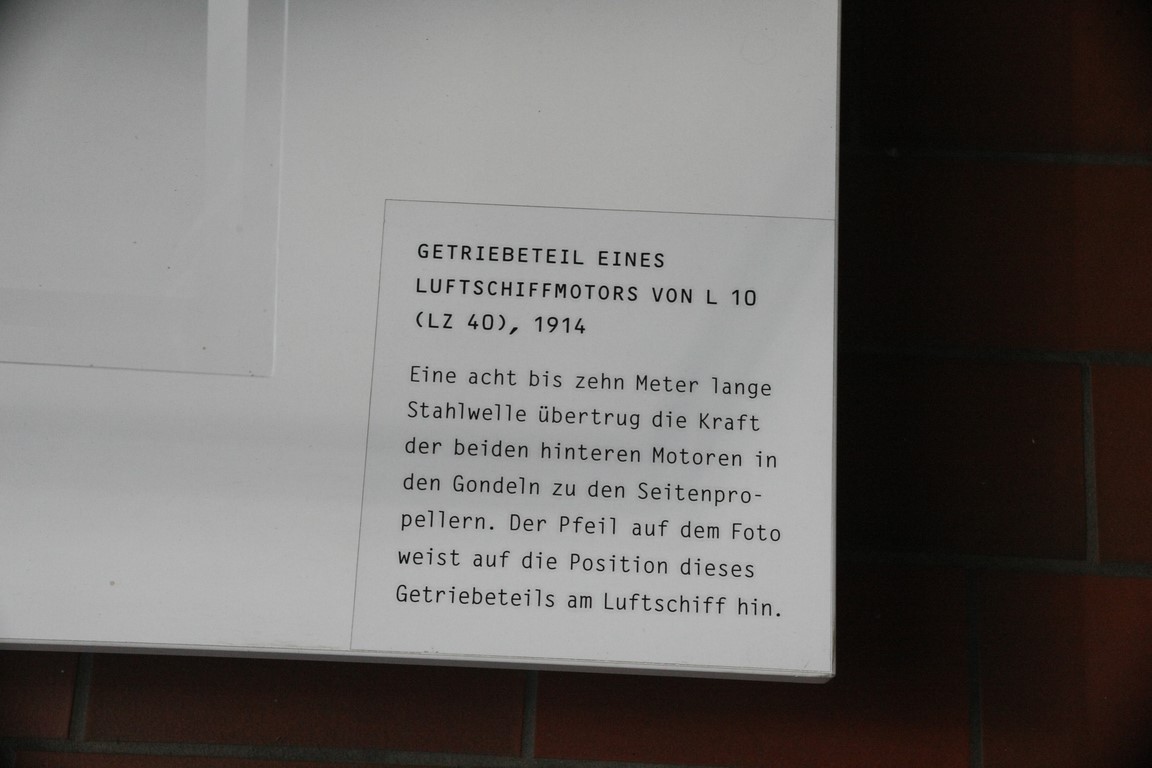 GETRIEBETEIL EINES
LUFTSCHIFFMOTORS VON L 10
(LZ 40), 1914
Eine acht bis zehn Meter lange
Stahlwelle übertrug die Kraft
der beiden hinteren Motoren in
den Gondeln zu den Seitenpro-
pellern. Der Pfeil auf dem Foto
weist auf die Position dieses
Getriebeteils am Luftschiff hin.